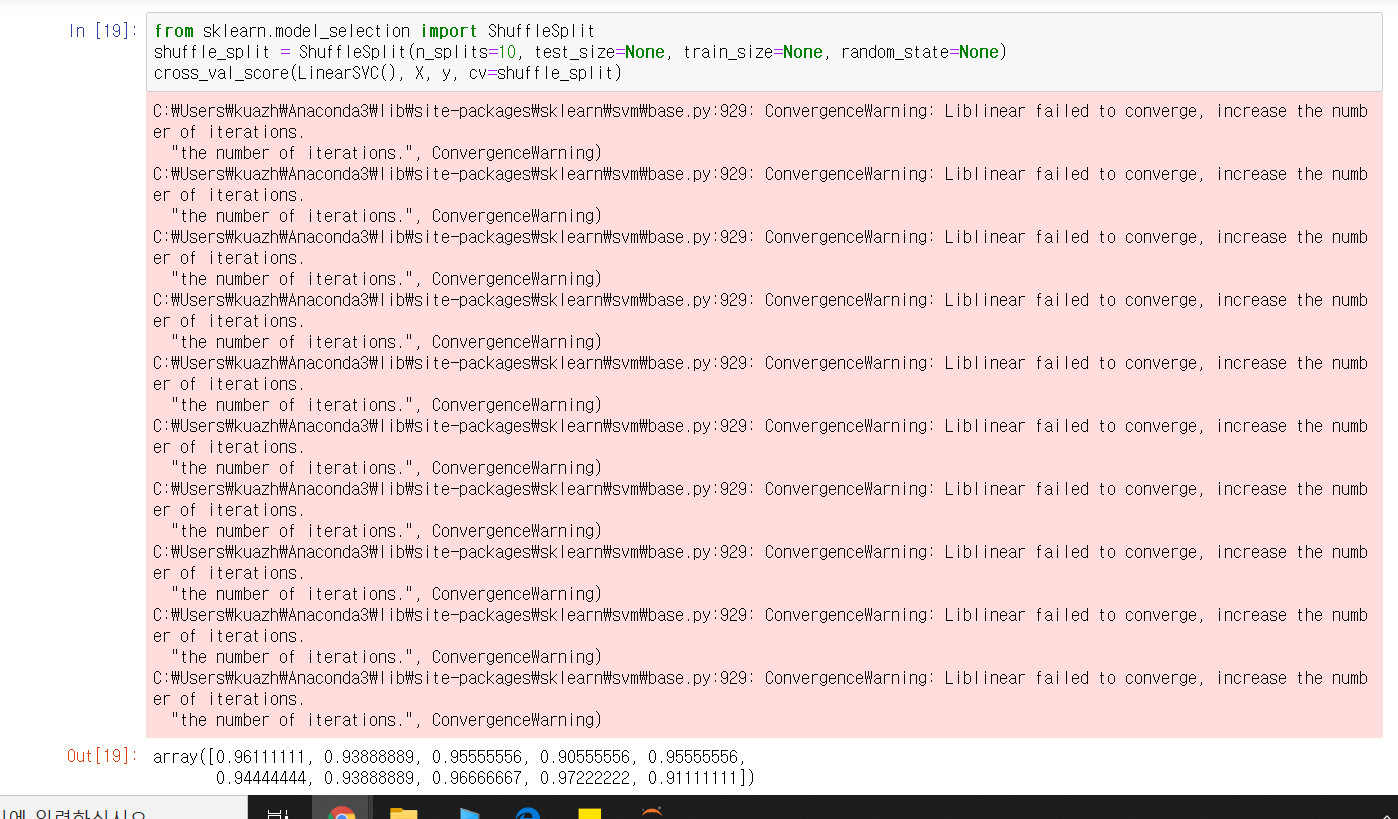 In [19]:
from sklearn.model_selection import ShuffleSplit
shuffle_split = ShuffleSplit(n_splits=10, test_size=None, train_size=None, random_state=None)
cross_val_score(LinearSVC(), X, y, cv=shuffle_split)
C:₩Users₩kuazh₩Anaconda3₩lib₩site-packages₩sklearn₩svm₩base.py:929: ConvergenceWarning: Liblinear failed to converge, increase the numb
er of iterations.
"the number of iterations.", ConvergenceWarning)
C:₩Users₩kuazh₩Anaconda3₩lib₩site-packages₩sklearn₩svm₩base.py:929: ConvergenceWarning: Liblinear failed to converge, increase the numb
er of iterations.
"the number of iterations.", ConvergenceWarning)
C:₩Users₩kuazh₩Anaconda3₩lib₩site-packages₩sklearn₩svm₩base.py:929: ConvergenceWarning: Liblinear failed to converge, increase the numb
er of iterations.
"the number of iterations.", ConvergenceWarning)
C:₩Users₩kuazh₩Anaconda3₩lib₩site-packages₩sklearn₩svm₩base.py:929: ConvergenceWarning: Liblinear failed to converge, increase the numb
er of iterations.
"the number of iterations.", ConvergenceWarning)
C:₩Users₩kuazh₩Anaconda3₩lib₩site-packages₩sklearn₩svm₩base.py:929: ConvergenceWarning: Liblinear failed to converge, increase the numb
er of iterations.
"the number of iterations.", ConvergenceWarning)
C:₩Users₩kuazh₩Anaconda3₩lib₩site-packages₩sklearn₩svm₩base.py:929: ConvergenceWarning: Liblinear failed to converge, increase the numb
er of iterations.
"the number of iterations.", ConvergenceWarning)
C:₩Users₩kuazh₩Anaconda3₩lib₩site-packages₩sklearn₩svm₩base.py:929: ConvergenceWarning: Liblinear failed to converge, increase the numb
er of iterations.
"the number of iterations.", ConvergenceWarning)
C:₩Users₩kuazh₩Anaconda3₩lib₩site-packages₩sklearn₩svm₩base.py:929: ConvergenceWarning: Liblinear failed to converge, increase the numb
er of iterations.
"the number of iterations.", ConvergenceWarning)
C:₩Users₩kuazh₩Anaconda3₩lib₩site-packages₩sklearn₩svm₩base.py:929: ConvergenceWarning: Liblinear failed to converge, increase the numb
er of iterations.
"the number of iterations.", ConvergenceWarning)
C:₩Users₩kuazh₩Anaconda3₩lib₩site-packages₩sklearn₩svm₩base.py:929: ConvergenceWarning: Liblinear failed to converge, increase the numb
er of iterations.
"the number of iterations.", ConvergenceWarning)
Out[19]:
array([0.96111111, 0.93888889, 0.95555556, 0.90555556, 0.95555556,
0.94444444, 0.93888889, 0.96666667, 0.97222222, 0.91111111])